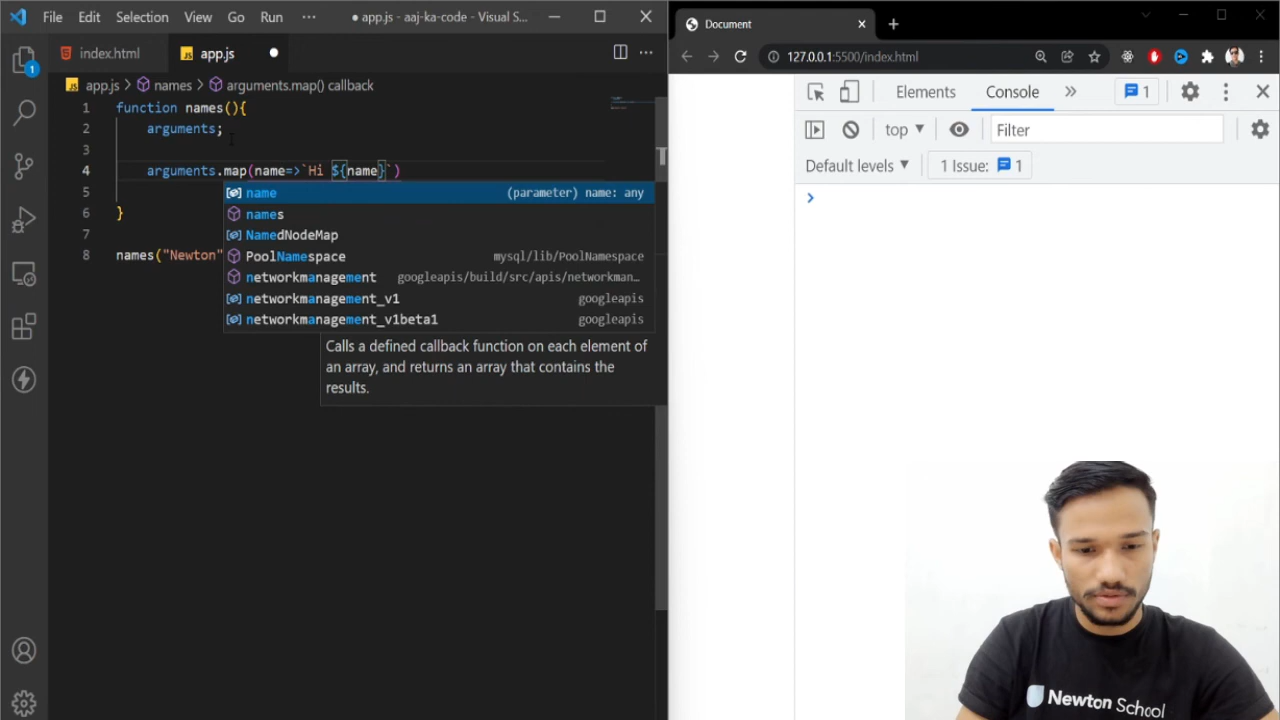 File Edit Selection View Go Run ··· ● app.js - aaj-ka-code - Visual S...
Document
index.html app.js
127.0.0.1:5500/index.html
app.js > names > arguments.map() callback
Elements Console 1
1 function names(){
2 arguments;
top Filter
3
4 arguments.map(name=>`Hi ${name}`)
Default levels 1 Issue: 1
5
6 }
7
8 names("Newton"
name (parameter) name: any
names
NamedNodeMap
PoolNamespace mysql/lib/PoolNamespace
networkmanagement googleapis/build/src/apis/networkman...
networkmanagement_v1 googleapis
networkmanagement_v1beta1 googleapis
Calls a defined callback function on each element of
an array, and returns an array that contains the
results.
1
Newton School